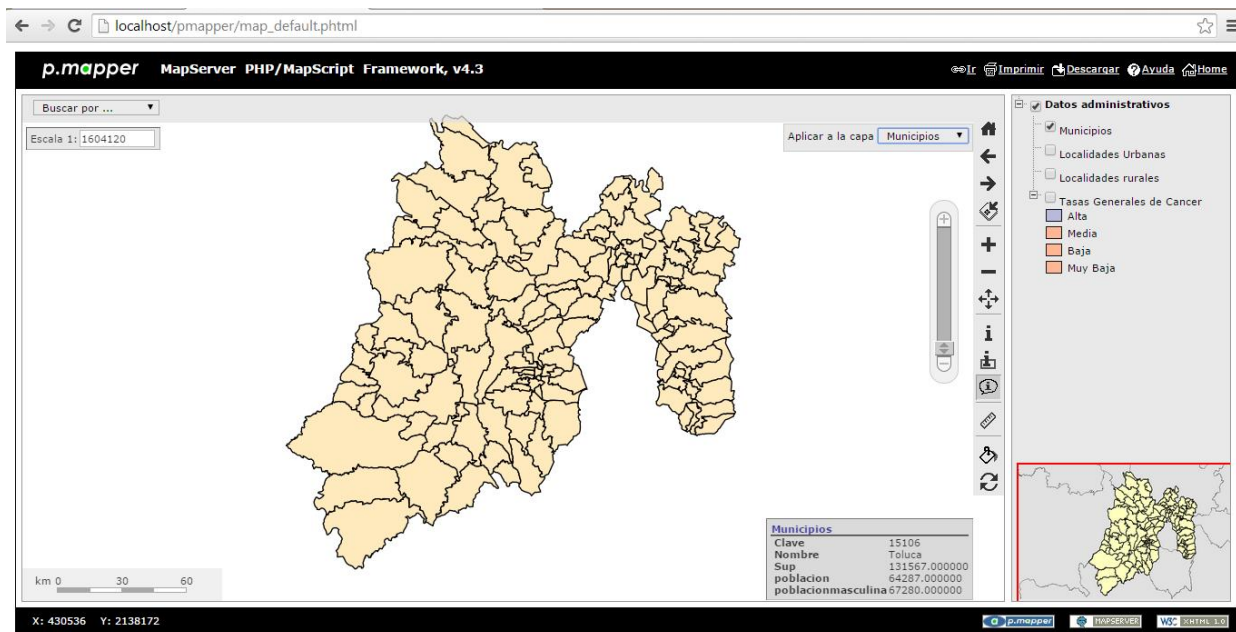 localhost/pmapper/map_default.phtml
p.mapper MapServer PHP/MapScript Framework, v4.3 Ir Imprimir Descargar Ayuda Home
Buscar por ...
Escala 1: 1604120
Aplicar a la capa Municipios
Datos administrativos
Municipios
Localidades Urbanas
Localidades rurales
Tasas Generales de Cancer
Alta
Media
Baja
Muy Baja
Municipios
Clave 15106
Nombre Toluca
Sup 131567.000000
poblacion 64287.000000
poblacionmasculina 67280.000000
km 0 30 60
X: 430536 Y: 2138172 p.mapper MAPSERVER W3C XHTML 1.0